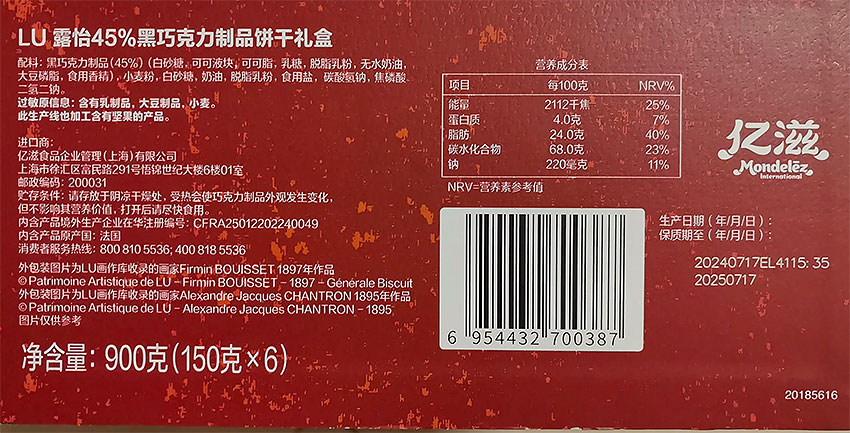 LU 露怡45%黑巧克力制品饼干礼盒
配料：黑巧克力制品（45%）（白砂糖，可可液块，可可脂，乳糖，脱脂乳粉，无水奶油，
大豆磷脂，食用香精），小麦粉，白砂糖，奶油，脱脂乳粉，食用盐，碳酸氢钠，焦磷酸
二氢二钠。
过敏原信息：含有乳制品，大豆制品，小麦。
此生产线也加工含有坚果的产品。
进口商：
亿滋食品企业管理（上海）有限公司
上海市徐汇区富民路291号悟锦世纪大楼6楼01室
邮政编码：200031
贮存条件：请存放于阴凉干燥处，受热会使巧克力制品外观发生变化，
但不影响其营养价值，打开后请尽快食用。
内含产品境外生产企业在华注册编号：CFRA25012202240049
内含产品原产国：法国
消费者服务热线：800 810 5536; 400 818 5536
外包装图片为LU画作库收录的画家Firmin BOUISSET 1897年作品
© Patrimoine Artistique de LU – Firmin BOUISSET – 1897 – Générale Biscuit
外包装图片为LU画作库收录的画家Alexandre Jacques CHANTRON 1895年作品
© Patrimoine Artistique de LU – Alexandre Jacques CHANTRON – 1895
图片仅供参考
净含量：900克(150克×6)
营养成分表
项目 每100克 NRV%
能量 2112千焦 25%
蛋白质 4.0克 7%
脂肪 24.0克 40%
碳水化合物 68.0克 23%
钠 220毫克 11%
NRV=营养素参考值
6 954432 700387
亿滋
Mondelēz
International
生产日期（年/月/日）：
保质期至（年/月/日）：
20240717EL4115: 35
20250717
20185616